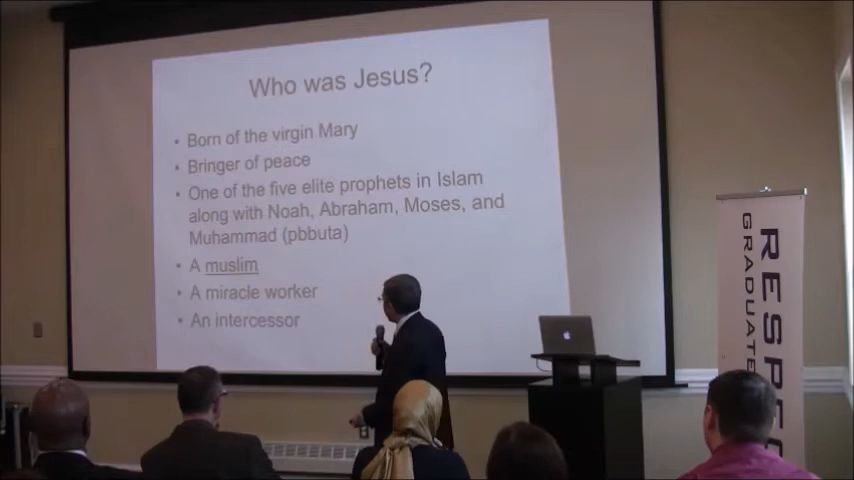 Who was Jesus?
• Born of the virgin Mary
• Bringer of peace
• One of the five elite prophets in Islam
along with Noah, Abraham, Moses, and
Muhammad (pbbuta)
• A muslim
• A miracle worker
• An intercessor
GRADUATE
RESPEC